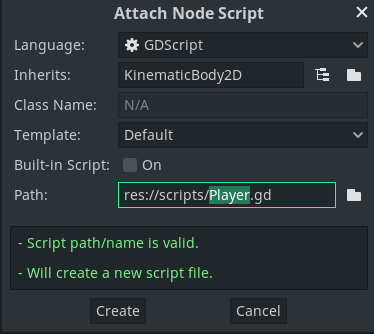 Attach Node Script
Language: GDScript
Inherits: KinematicBody2D
Class Name: N/A
Template: Default
Built-in Script: On
Path: res://scripts/Player.gd
- Script path/name is valid.
- Will create a new script file.
Create Cancel